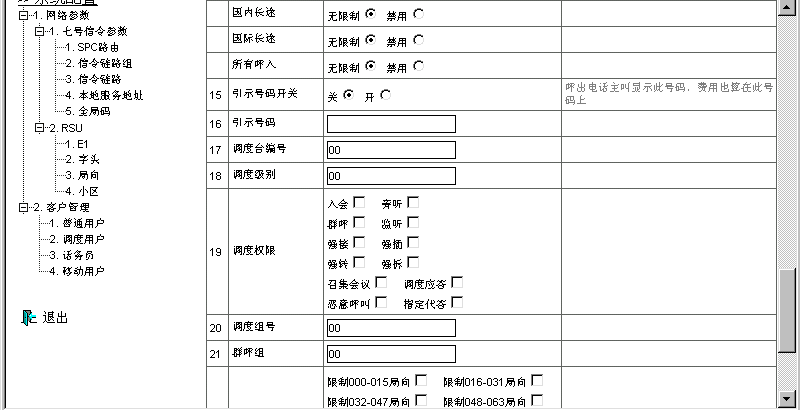 1. 网络参数
1. 七号信令参数
1. SPC路由
2. 信令链路组
3. 信令链路
4. 本地服务地址
5. 全局码
2. RSU
1. E1
2. 字头
3. 局向
4. 小区
2. 客户管理
1. 普通用户
2. 调度用户
3. 话务员
4. 移动用户
退出
国内长途 无限制 禁用
国际长途 无限制 禁用
所有呼入 无限制 禁用
15 引示号码开关 关 开 呼出电话主叫显示此号码，费用也算在此号
码上
16 引示号码
17 调度台编号 00
18 调度级别 00
19 调度权限
入会 旁听
群呼 监听
强接 强插
强转 强拆
召集会议 调度应答
恶意呼叫 指定代答
20 调度组号 00
21 群呼组 00
限制000-015局向 限制016-031局向
限制032-047局向 限制048-063局向